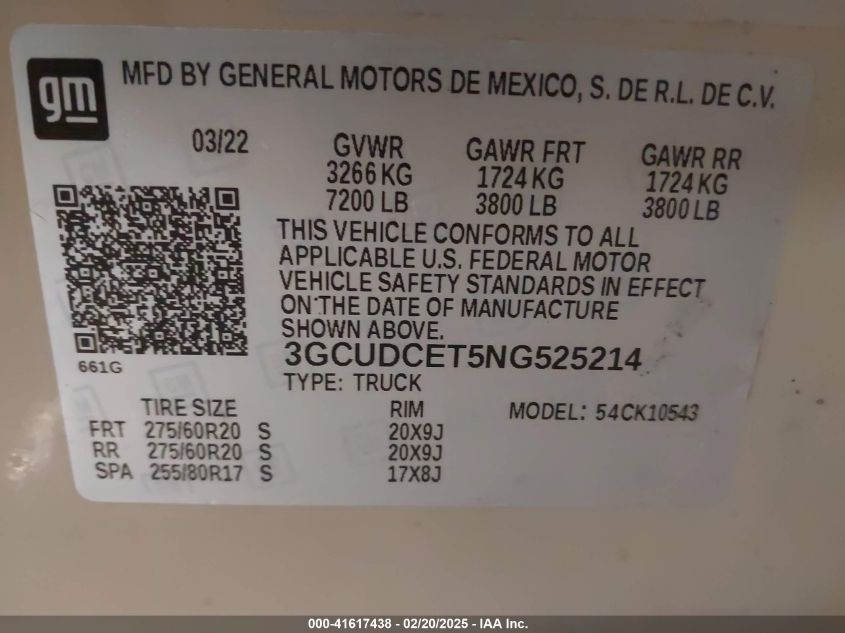 gm
MFD BY GENERAL MOTORS DE MEXICO, S. DE R.L. DE C.V.
03/22 GVWR GAWR FRT GAWR RR
3266 KG 1724 KG 1724 KG
7200 LB 3800 LB 3800 LB
THIS VEHICLE CONFORMS TO ALL
APPLICABLE U.S. FEDERAL MOTOR
VEHICLE SAFETY STANDARDS IN EFFECT
ON THE DATE OF MANUFACTURE
SHOWN ABOVE.
3GCUDCET5NG525214
661G
TYPE: TRUCK
TIRE SIZE RIM MODEL: 54CK10543
FRT 275/60R20 S 20X9J
RR 275/60R20 S 20X9J
SPA 255/80R17 S 17X8J
000-41617438 - 02/20/2025 - IAA Inc.